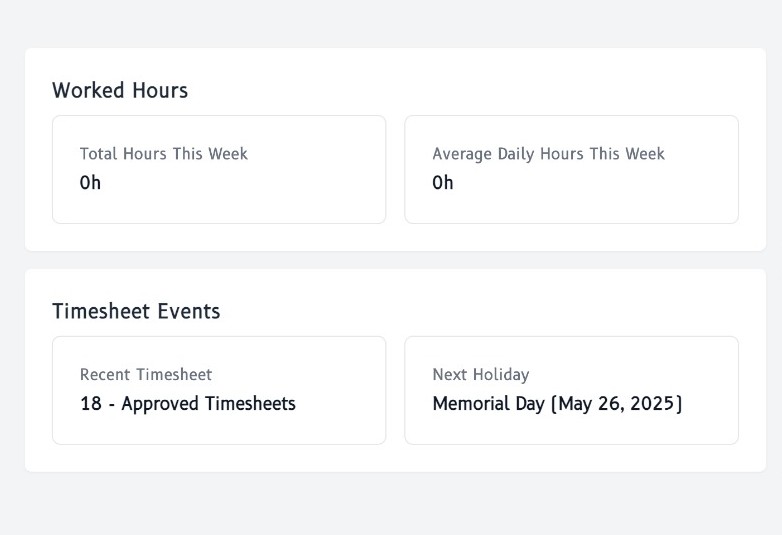 Worked Hours
Total Hours This Week
0h
Average Daily Hours This Week
0h
Timesheet Events
Recent Timesheet
18 - Approved Timesheets
Next Holiday
Memorial Day (May 26, 2025)